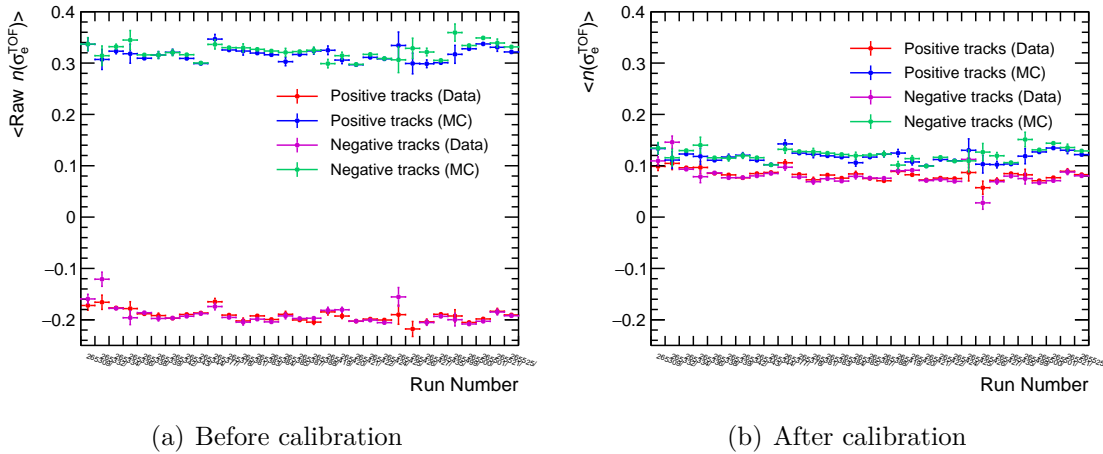 <Raw n(σ_e^TOF)>
0.4
0.3
0.2
0.1
0
−0.1
−0.2
Positive tracks (Data)
Positive tracks (MC)
Negative tracks (Data)
Negative tracks (MC)
Run Number
(a) Before calibration
<n(σ_e^TOF)>
0.4
0.3
0.2
0.1
0
−0.1
−0.2
Positive tracks (Data)
Positive tracks (MC)
Negative tracks (Data)
Negative tracks (MC)
Run Number
(b) After calibration